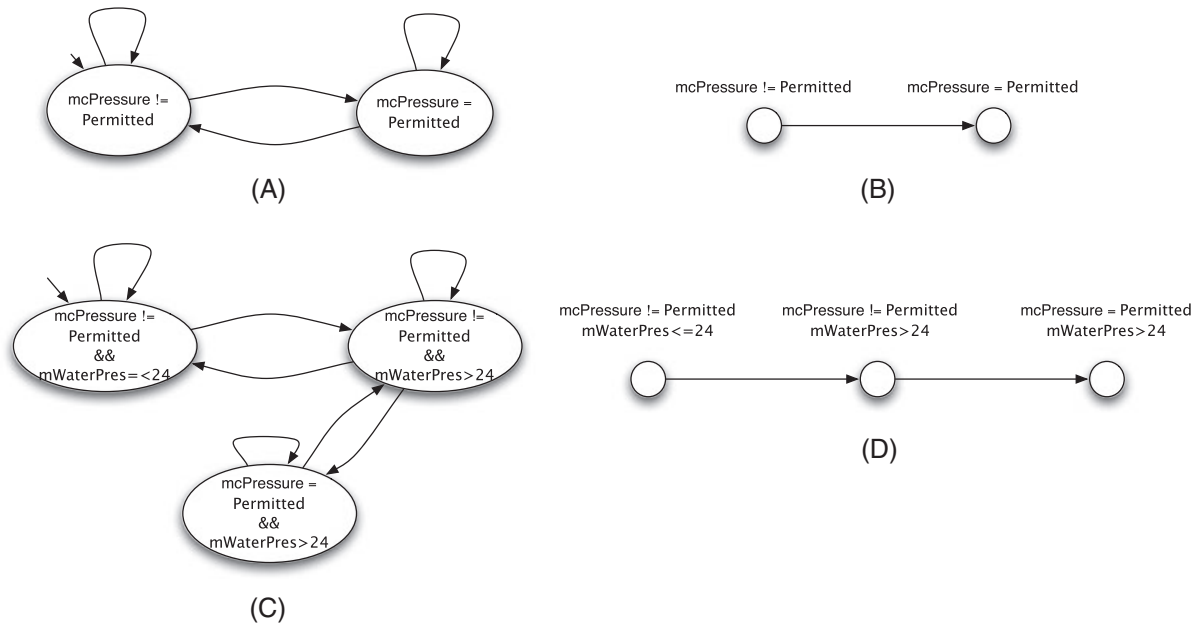 mcPressure !=
Permitted
mcPressure =
Permitted
(A)
mcPressure != Permitted
mcPressure = Permitted
(B)
mcPressure !=
Permitted
&&
mWaterPres=<24
mcPressure !=
Permitted
&&
mWaterPres>24
mcPressure =
Permitted
&&
mWaterPres>24
(C)
mcPressure != Permitted
mWaterPres<=24
mcPressure != Permitted
mWaterPres>24
mcPressure = Permitted
mWaterPres>24
(D)